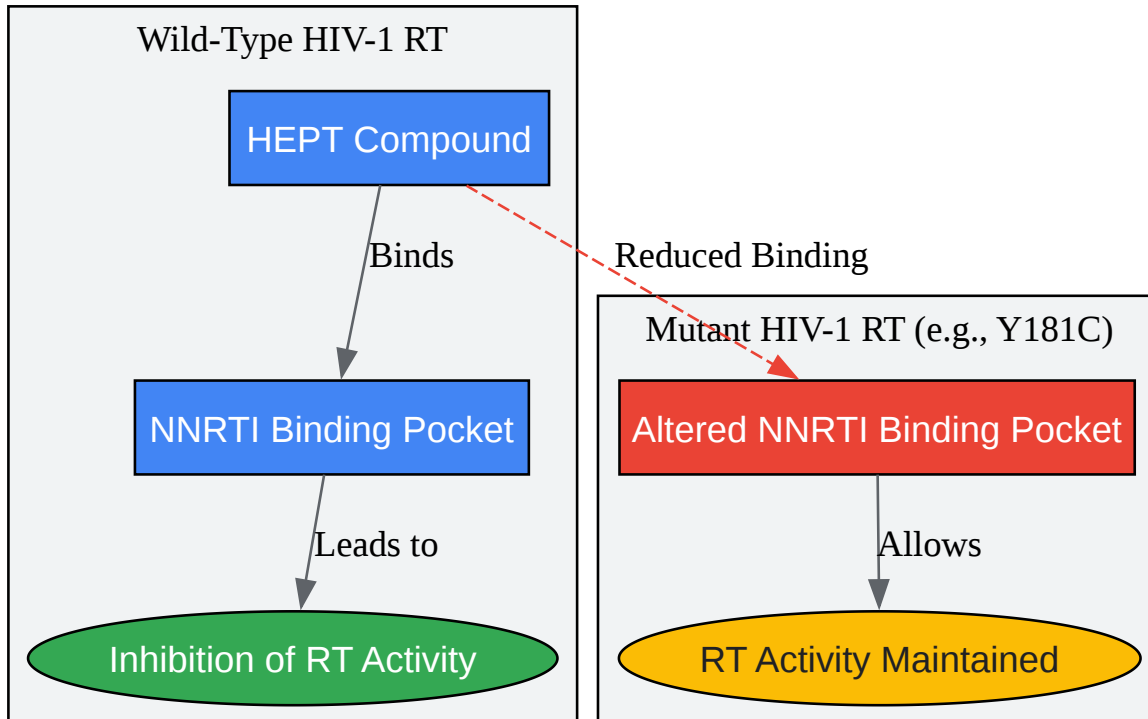 Wild-Type HIV-1 RT
HEPT Compound
Binds
Reduced Binding
Mutant HIV-1 RT (e.g., Y181C)
NNRTI Binding Pocket
Altered NNRTI Binding Pocket
Leads to
Allows
Inhibition of RT Activity
RT Activity Maintained